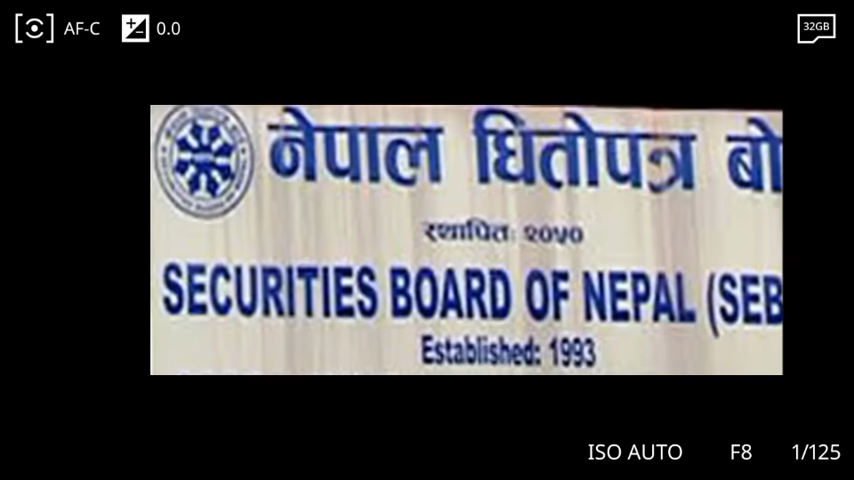 AF-C 0.0 32GB
नेपाल धितोपत्र बो
स्थापितः २०५०
SECURITIES BOARD OF NEPAL (SEB
Established: 1993
ISO AUTO F8 1/125